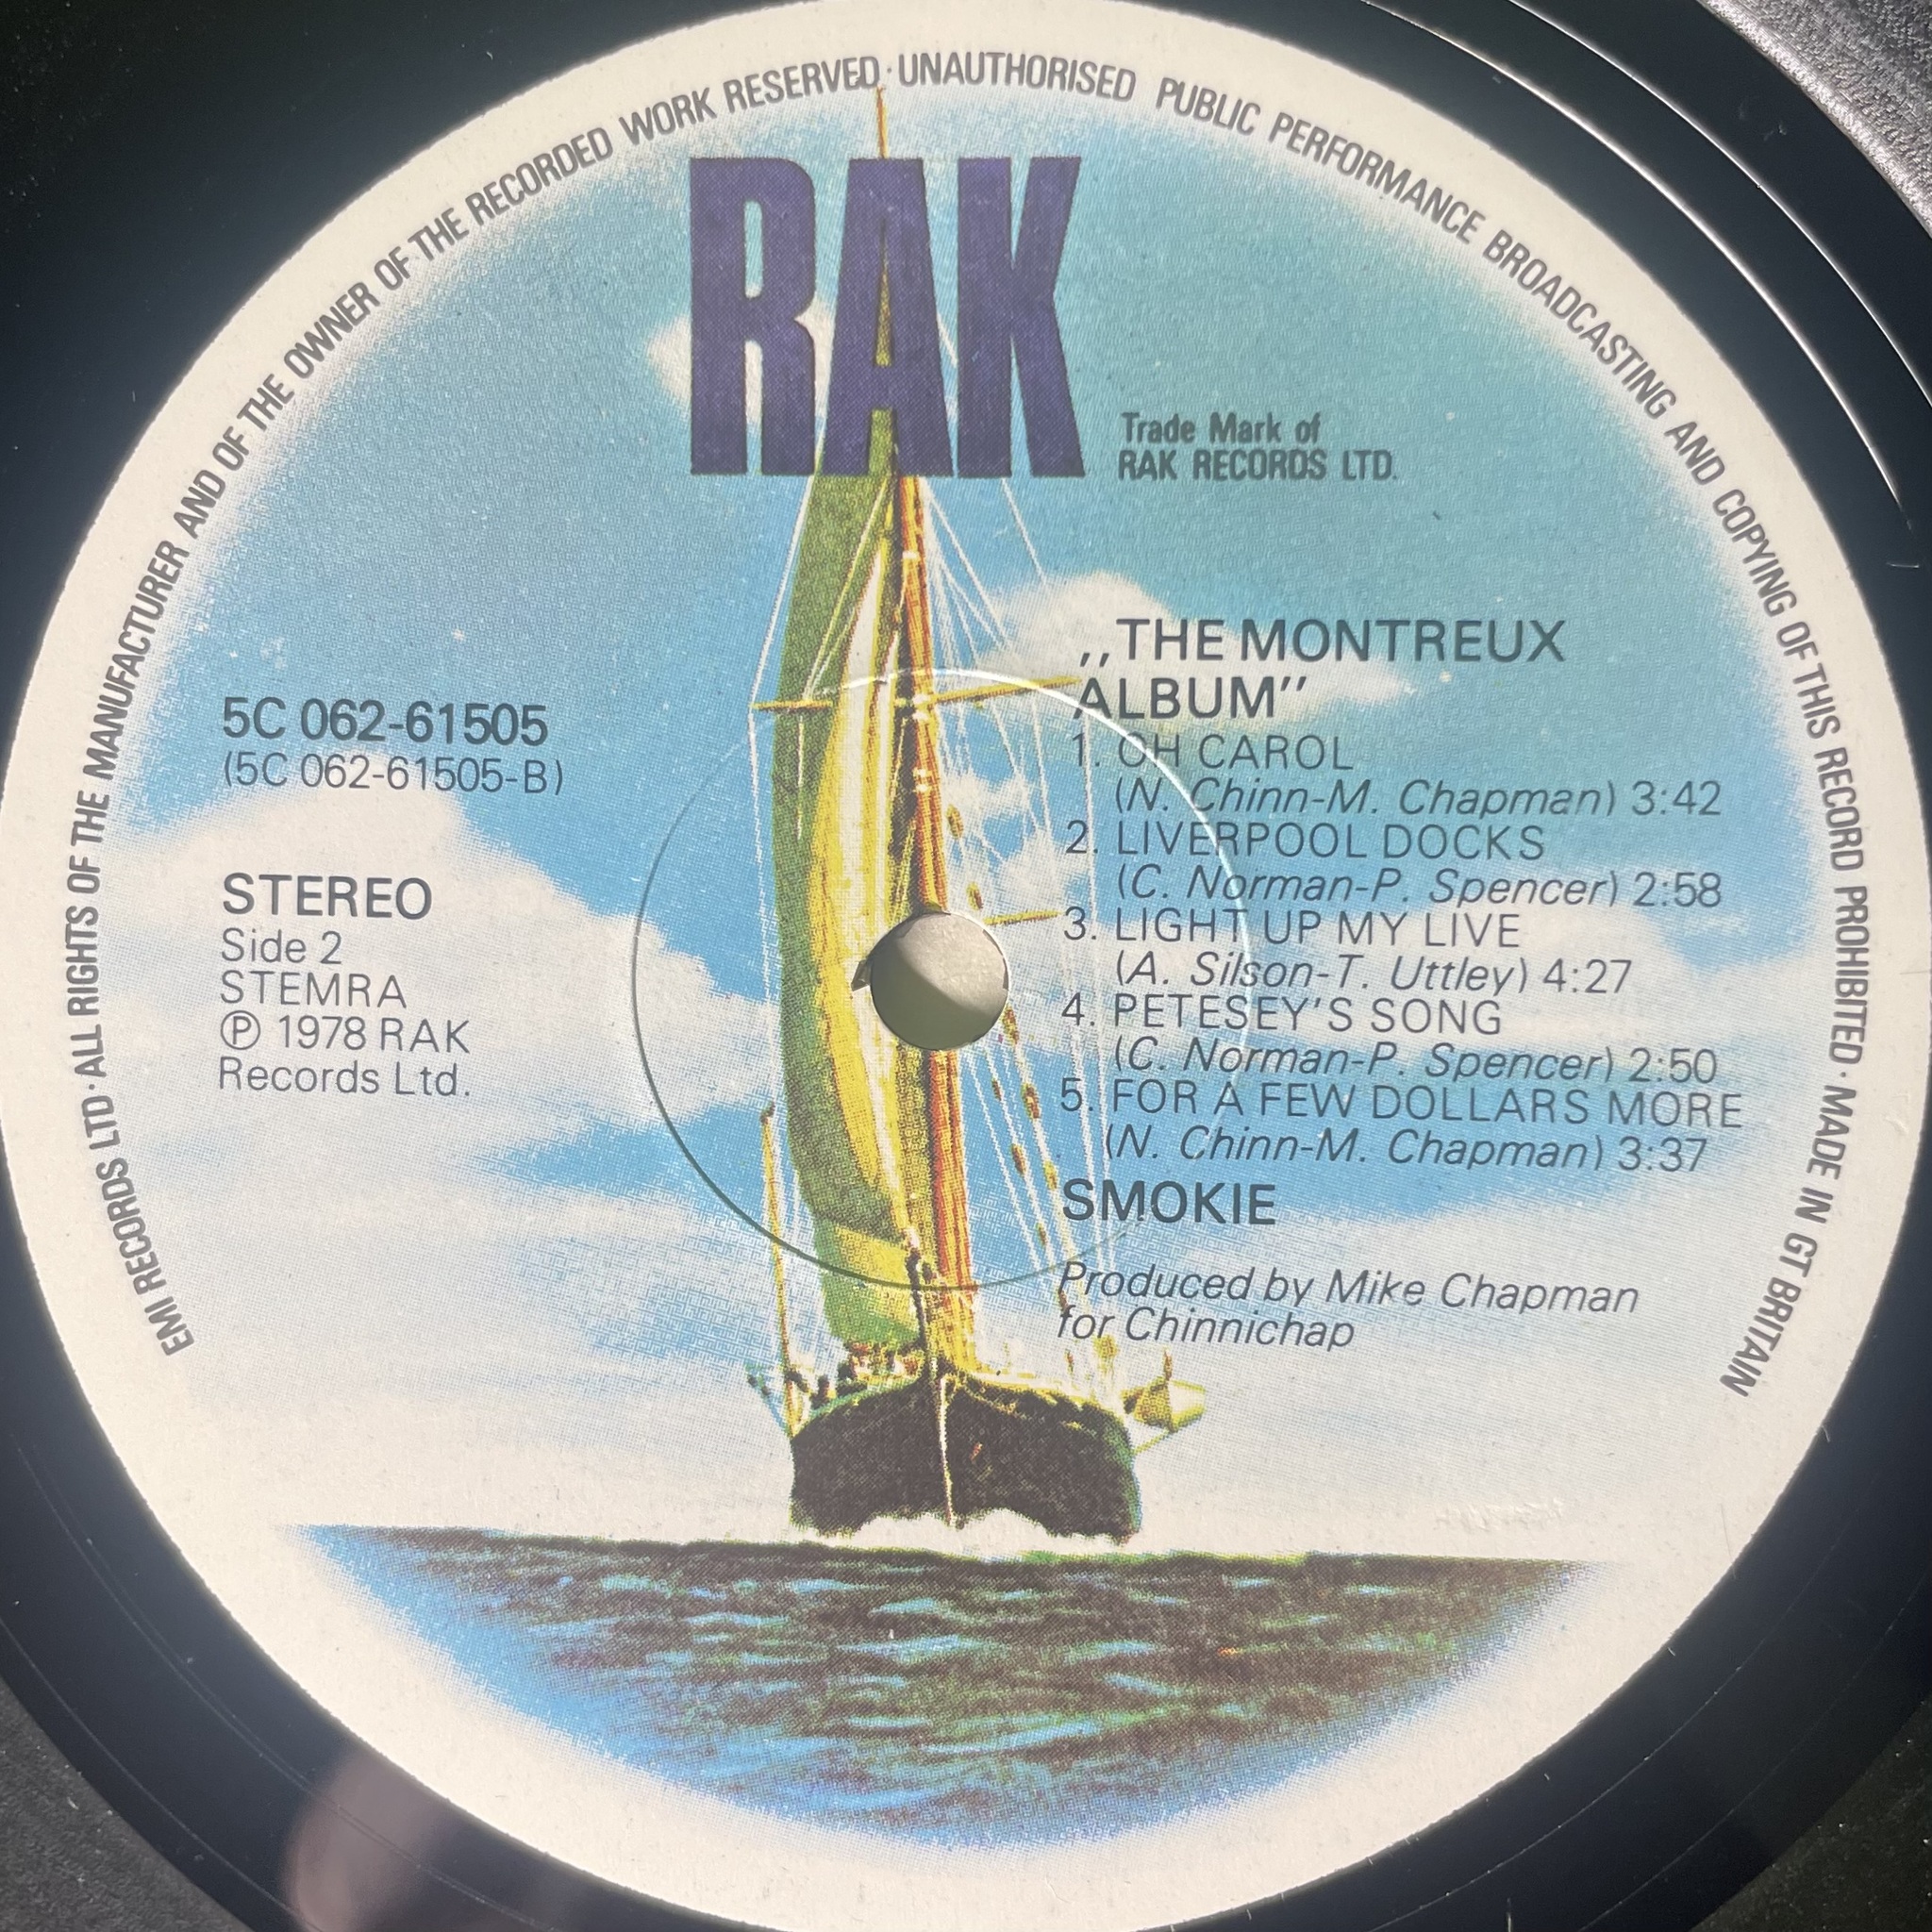 EMI RECORDS LTD · ALL RIGHTS OF THE MANUFACTURER AND OF THE OWNER OF THE RECORDED WORK RESERVED · UNAUTHORISED PUBLIC PERFORMANCE BROADCASTING AND COPYING OF THIS RECORD PROHIBITED · MADE IN GT BRITAIN
RAK
Trade Mark of
RAK RECORDS LTD.
5C 062-61505
(5C 062-61505-B)
STEREO
Side 2
STEMRA
Ⓟ 1978 RAK
Records Ltd.
,,THE MONTREUX
ALBUM''
1. OH CAROL
(N. Chinn-M. Chapman) 3:42
2. LIVERPOOL DOCKS
(C. Norman-P. Spencer) 2:58
3. LIGHT UP MY LIVE
(A. Silson-T. Uttley) 4:27
4. PETESEY'S SONG
(C. Norman-P. Spencer) 2:50
5. FOR A FEW DOLLARS MORE
(N. Chinn-M. Chapman) 3:37
SMOKIE
Produced by Mike Chapman
for Chinnichap